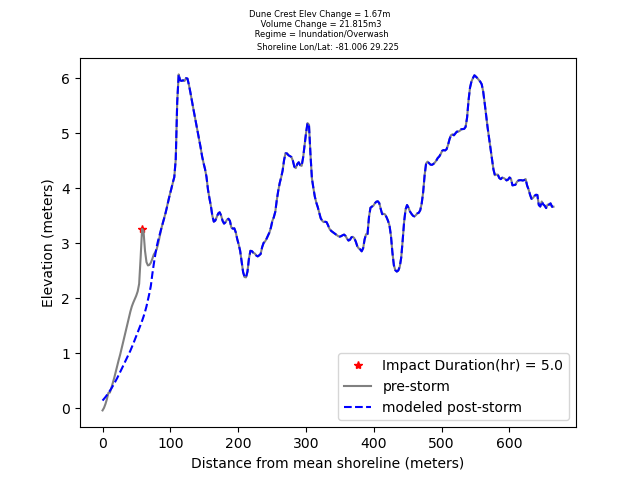 Dune Crest Elev Change = 1.67m
Volume Change = 21.815m3
Regime = Inundation/Overwash
Shoreline Lon/Lat: -81.006 29.225
6
5
4
3
2
1
0
Elevation (meters)
Impact Duration(hr) = 5.0
pre-storm
modeled post-storm
0 100 200 300 400 500 600
Distance from mean shoreline (meters)